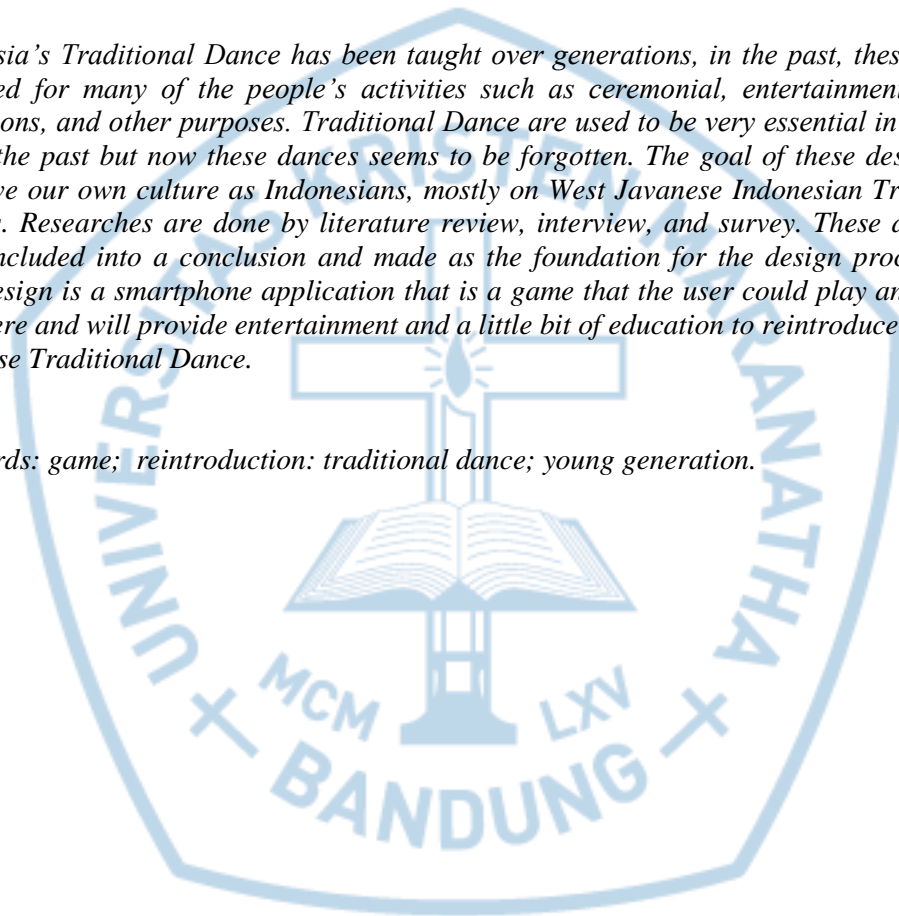 sia’s Traditional Dance has been taught over generations, in the past, thes
ed for many of the people’s activities such as ceremonial, entertainment
ons, and other purposes. Traditional Dance are used to be very essential in
the past but now these dances seems to be forgotten. The goal of these des
ve our own culture as Indonesians, mostly on West Javanese Indonesian Tr
s. Researches are done by literature review, interview, and survey. These a
included into a conclusion and made as the foundation for the design proc
esign is a smartphone application that is a game that the user could play an
ere and will provide entertainment and a little bit of education to reintroduce
se Traditional Dance.
rds: game;  reintroduction: traditional dance; young generation.
UNIVERSITAS KRISTEN MARANATHA
MCM LXV
BANDUNG